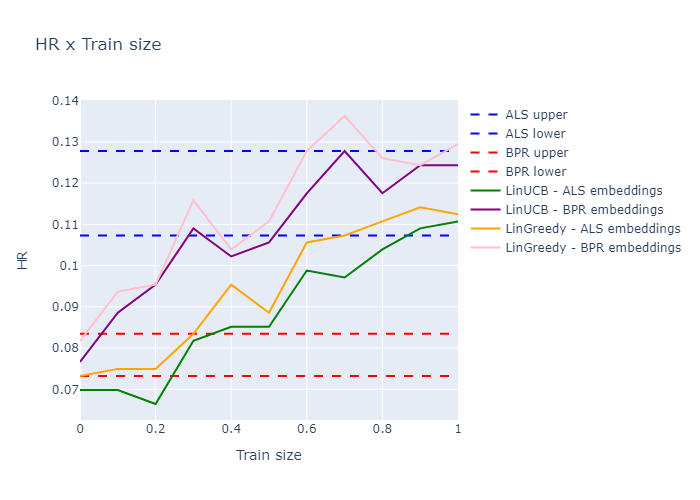 HR x Train size
0.14
0.13
0.12
0.11
0.1
0.09
0.08
0.07
HR
0
0.2
0.4
0.6
0.8
1
Train size
ALS upper
ALS lower
BPR upper
BPR lower
LinUCB - ALS embeddings
LinUCB - BPR embeddings
LinGreedy - ALS embeddings
LinGreedy - BPR embeddings